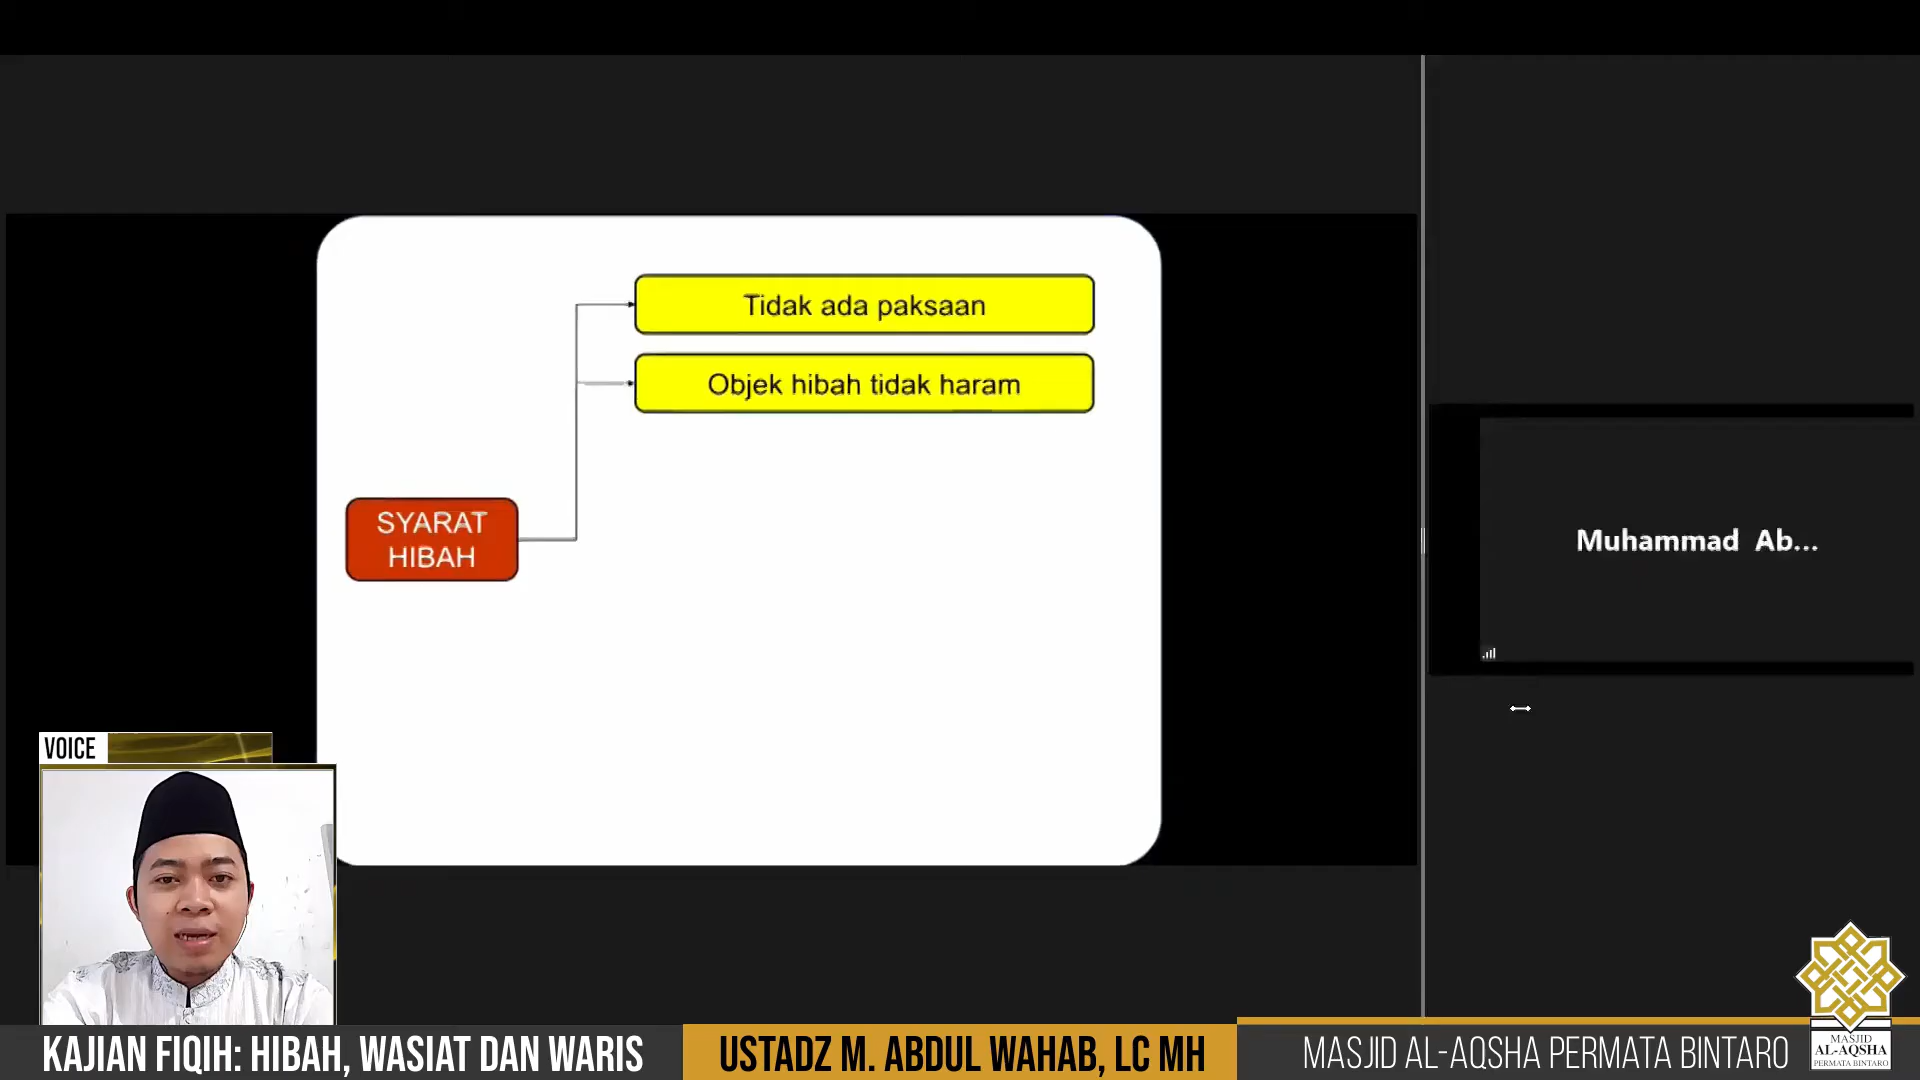 Tidak ada paksaan
Objek hibah tidak haram
SYARAT
HIBAH
Muhammad Ab...
VOICE
KAJIAN FIQIH: HIBAH, WASIAT DAN WARIS
USTADZ M. ABDUL WAHAB, LC MH
MASJID AL-AQSHA PERMATA BINTARO
MASJID
AL-AQSHA
PERMATA BINTARO